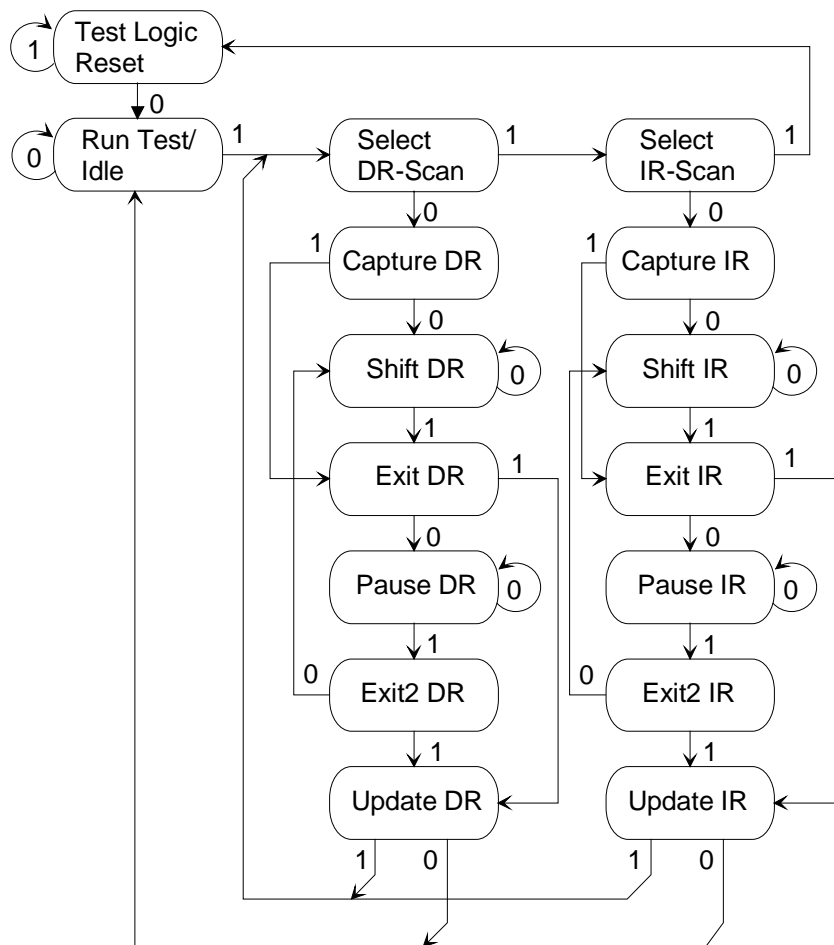 Test Logic
Reset
1
0
Run Test/
Idle
0
1
Select
DR-Scan
1
Select
IR-Scan
1
0
0
1
Capture DR
1
Capture IR
0
0
Shift DR
0
Shift IR
0
1
1
Exit DR
1
Exit IR
1
0
0
Pause DR
0
Pause IR
0
1
1
0
Exit2 DR
0
Exit2 IR
1
1
Update DR
Update IR
1
0
1
0